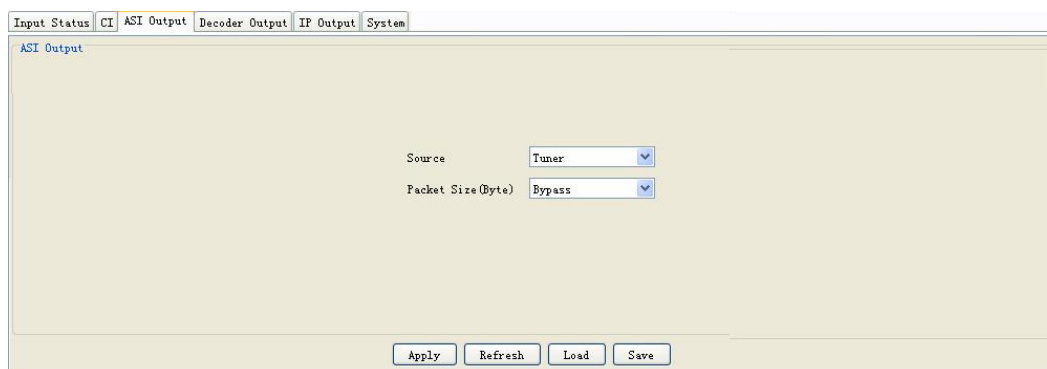 Input Status CI ASI Output Decoder Output IP Output System
ASI Output
Source Tuner
Packet Size(Byte) Bypass
Apply Refresh Load Save